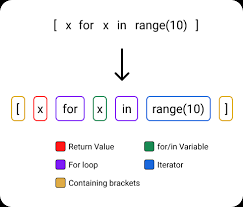 [ x for x in range(10) ]
[ x for x in range(10) ]
Return Value for/in Variable
For loop Iterator
Containing brackets